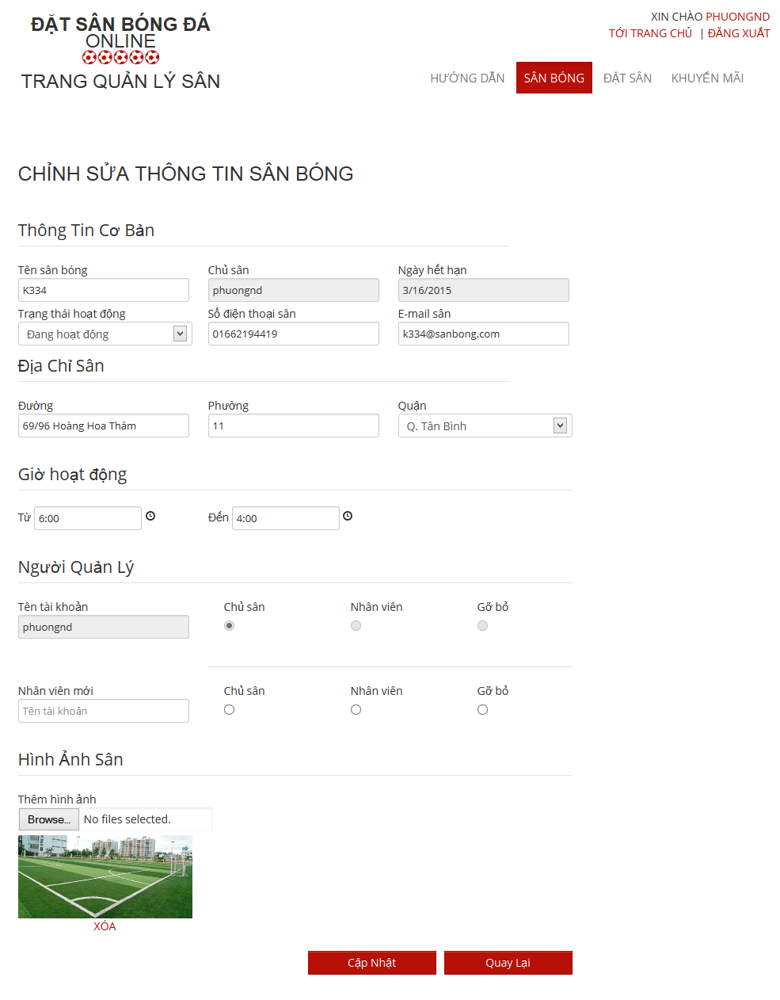 ĐẶT SÂN BÓNG ĐÁ
ONLINE
TRANG QUẢN LÝ SÂN
XIN CHÀO PHUONGND
TỚI TRANG CHỦ | ĐĂNG XUẤT
HƯỚNG DẪN SÂN BÓNG ĐẶT SÂN KHUYẾN MÃI
CHỈNH SỬA THÔNG TIN SÂN BÓNG
Thông Tin Cơ Bản
Tên sân bóng Chủ sân Ngày hết hạn
K334 phuongnd 3/16/2015
Trạng thái hoạt động Số điện thoại sân E-mail sân
Đang hoạt động 01662194419 k334@sanbong.com
Địa Chỉ Sân
Đường Phường Quận
69/96 Hoàng Hoa Thám 11 Q. Tân Bình
Giờ hoạt động
Từ 6:00 Đến 4:00
Người Quản Lý
Tên tài khoản Chủ sân Nhân viên Gỡ bỏ
phuongnd
Nhân viên mới Chủ sân Nhân viên Gỡ bỏ
Tên tài khoản
Hình Ảnh Sân
Thêm hình ảnh
Browse... No files selected.
XÓA
Cập Nhật Quay Lại